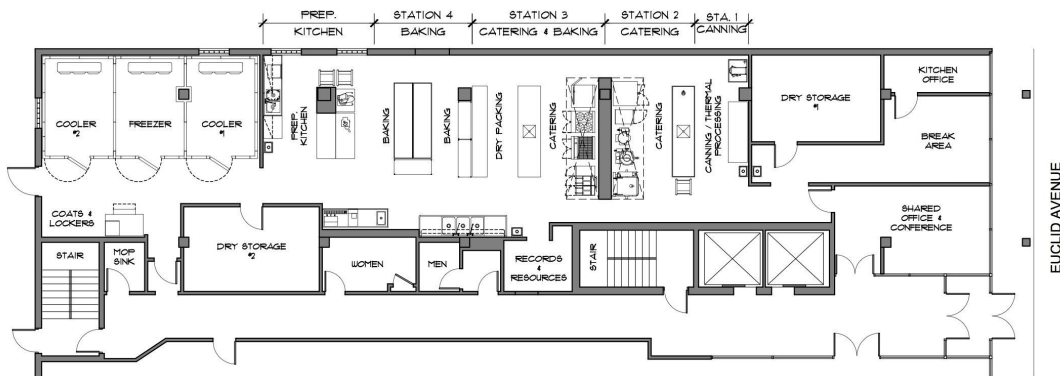 PREP.
KITCHEN
STATION 4
BAKING
STATION 3
CATERING & BAKING
STATION 2
CATERING
STA. 1
CANNING
COOLER
#2
FREEZER
COOLER
#1
PREP.
KITCHEN
BAKING
BAKING
DRY PACKING
CATERING
CATERING
CANNING / THERMAL
PROCESSING
DRY STORAGE
#1
KITCHEN
OFFICE
BREAK
AREA
COATS &
LOCKERS
SHARED
OFFICE &
CONFERENCE
EUCLID AVENUE
STAIR
MOP
SINK
DRY STORAGE
#2
WOMEN
MEN
RECORDS
&
RESOURCES
STAIR